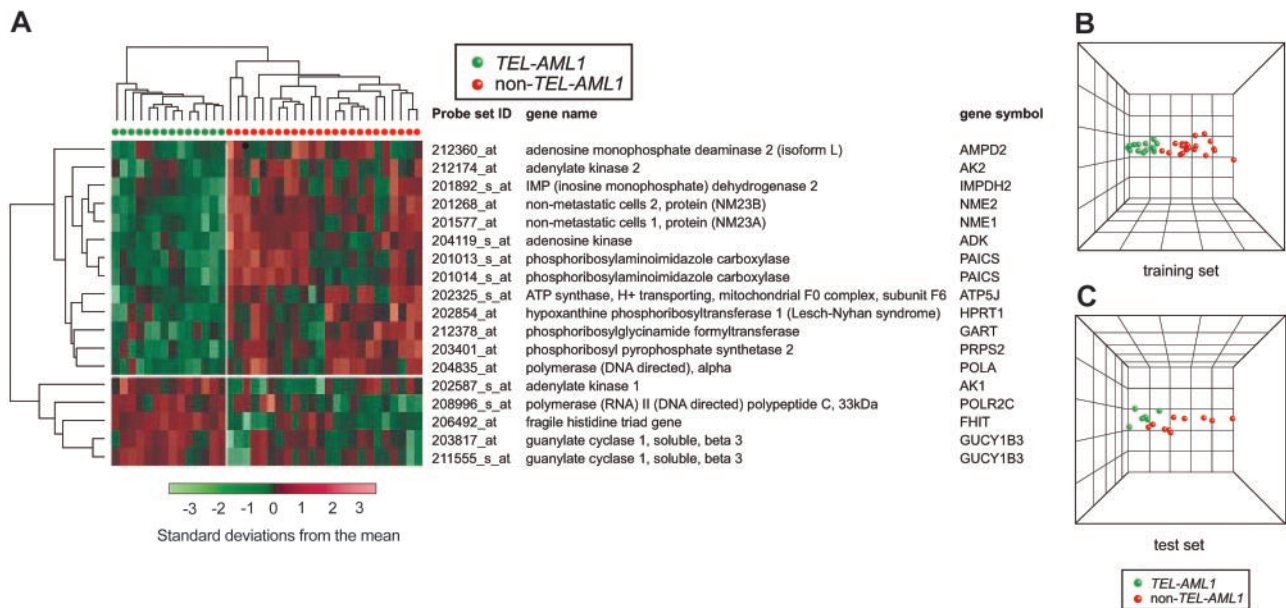 A
TEL-AML1
non-TEL-AML1
Probe set ID gene name gene symbol
212360_at adenosine monophosphate deaminase 2 (isoform L) AMPD2
212174_at adenylate kinase 2 AK2
201892_s_at IMP (inosine monophosphate) dehydrogenase 2 IMPDH2
201268_at non-metastatic cells 2, protein (NM23B) NME2
201577_at non-metastatic cells 1, protein (NM23A) NME1
204119_s_at adenosine kinase ADK
201013_s_at phosphoribosylaminoimidazole carboxylase PAICS
201014_s_at phosphoribosylaminoimidazole carboxylase PAICS
202325_s_at ATP synthase, H+ transporting, mitochondrial F0 complex, subunit F6 ATP5J
202854_at hypoxanthine phosphoribosyltransferase 1 (Lesch-Nyhan syndrome) HPRT1
212378_at phosphoribosylglycinamide formyltransferase GART
203401_at phosphoribosyl pyrophosphate synthetase 2 PRPS2
204835_at polymerase (DNA directed), alpha POLA
202587_s_at adenylate kinase 1 AK1
208996_s_at polymerase (RNA) II (DNA directed) polypeptide C, 33kDa POLR2C
206492_at fragile histidine triad gene FHIT
203817_at guanylate cyclase 1, soluble, beta 3 GUCY1B3
211555_s_at guanylate cyclase 1, soluble, beta 3 GUCY1B3
-3 -2 -1 0 1 2 3
Standard deviations from the mean
B
training set
C
test set
TEL-AML1
non-TEL-AML1